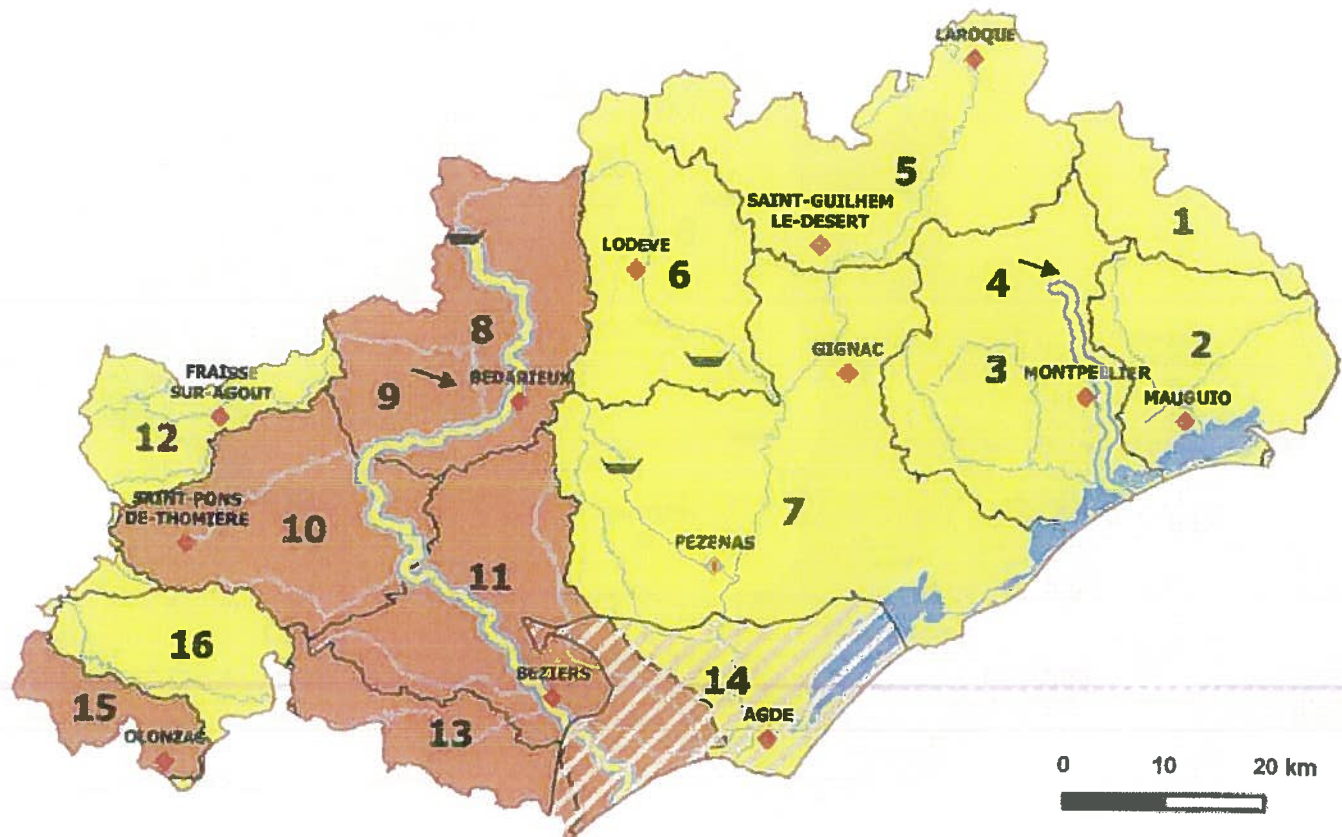 LAROQUE
5
SAINT-GUILHEM
LE-DESERT
1
LODEVE
6
4
8
2
GIGNAC
3
MONTPELLIER
FRAISSE
SUR-AGOUT
BEDARIEUX
9
MAUGUIO
12
SAINT-PONS
DE-THOMIERE
10
7
PEZENAS
11
16
BEZIERS
14
15
AGDE
13
OLONZAC
0 10 20 km